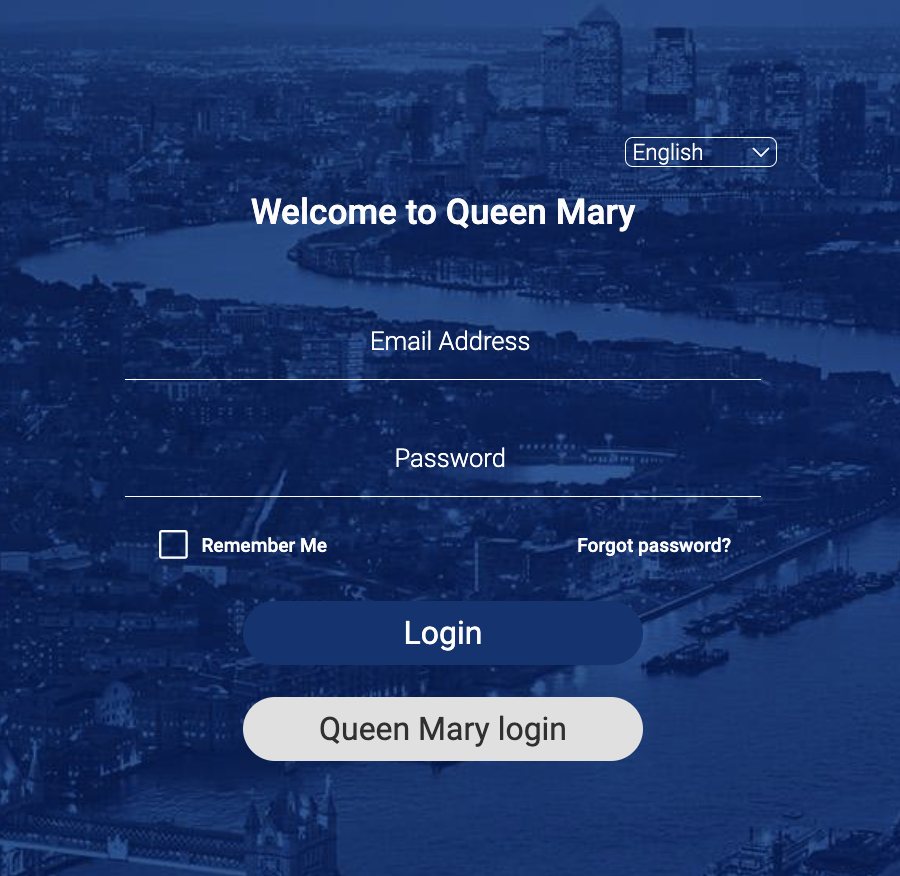 English
Welcome to Queen Mary
Email Address
Password
Remember Me
Forgot password?
Login
Queen Mary login